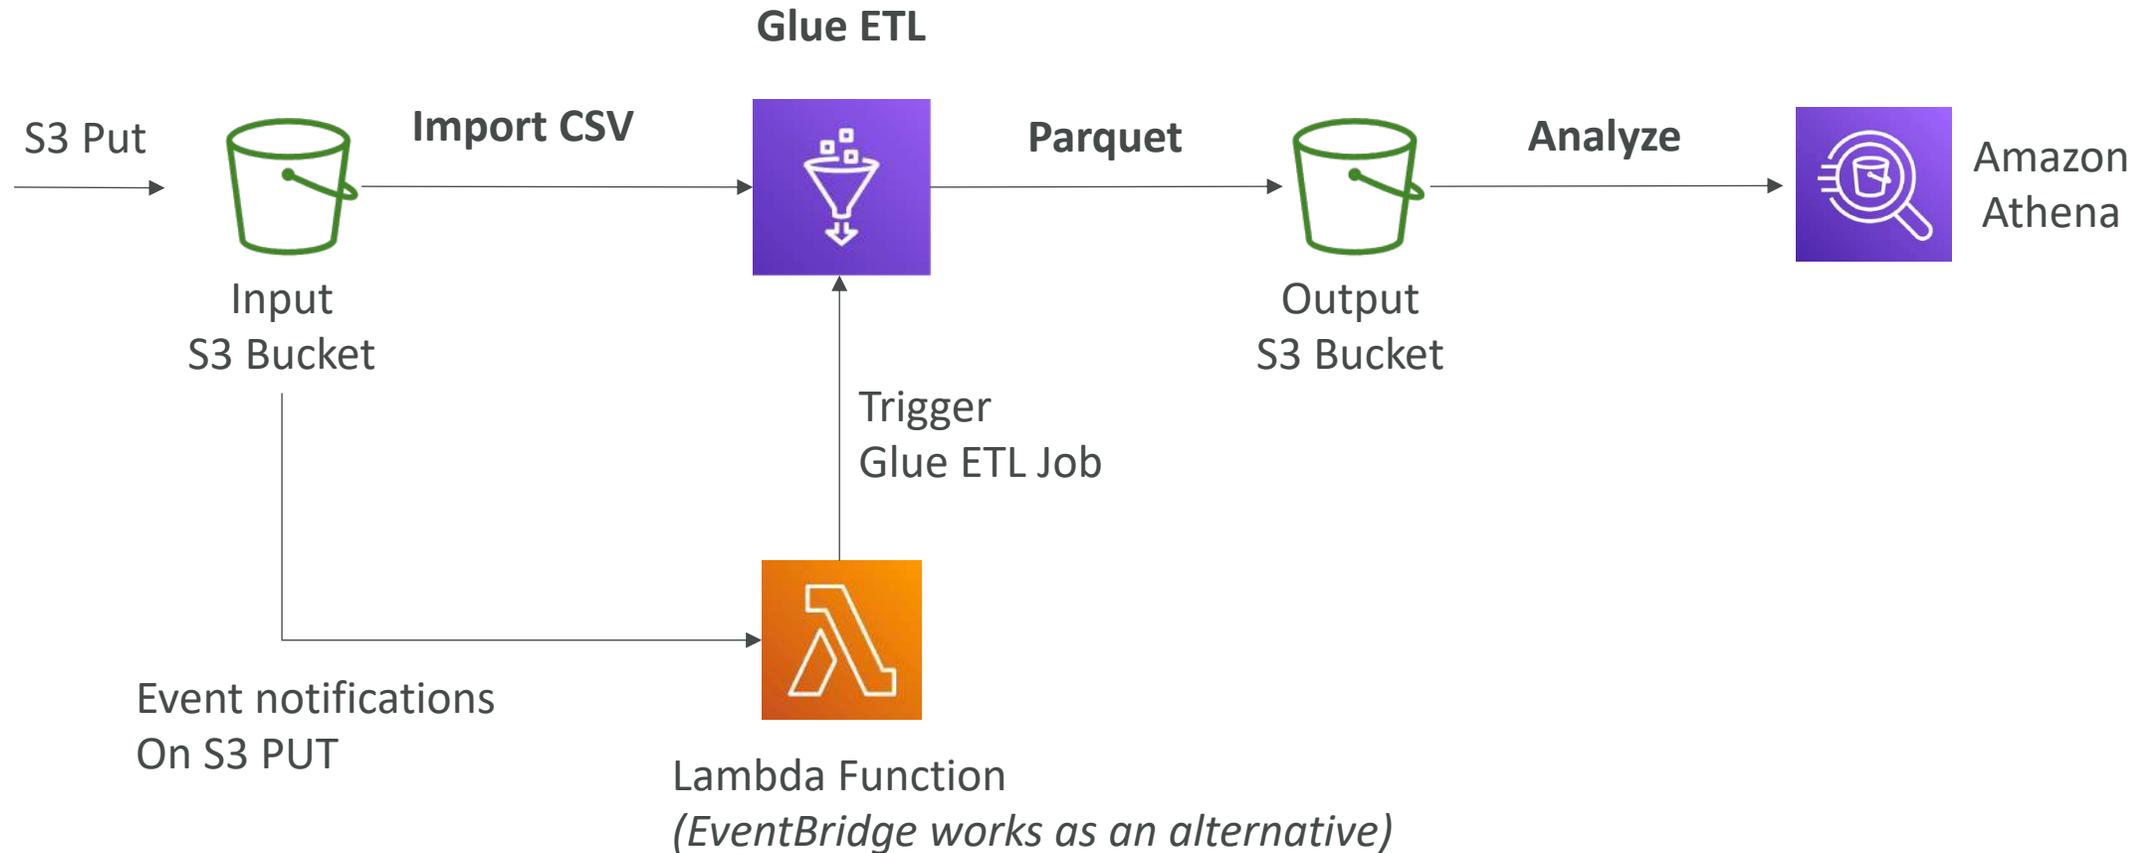 Glue ETL
S3 Put
Import CSV
Parquet
Analyze
Amazon
Athena
Input
S3 Bucket
Output
S3 Bucket
Trigger
Glue ETL Job
Event notifications
On S3 PUT
Lambda Function
(EventBridge works as an alternative)